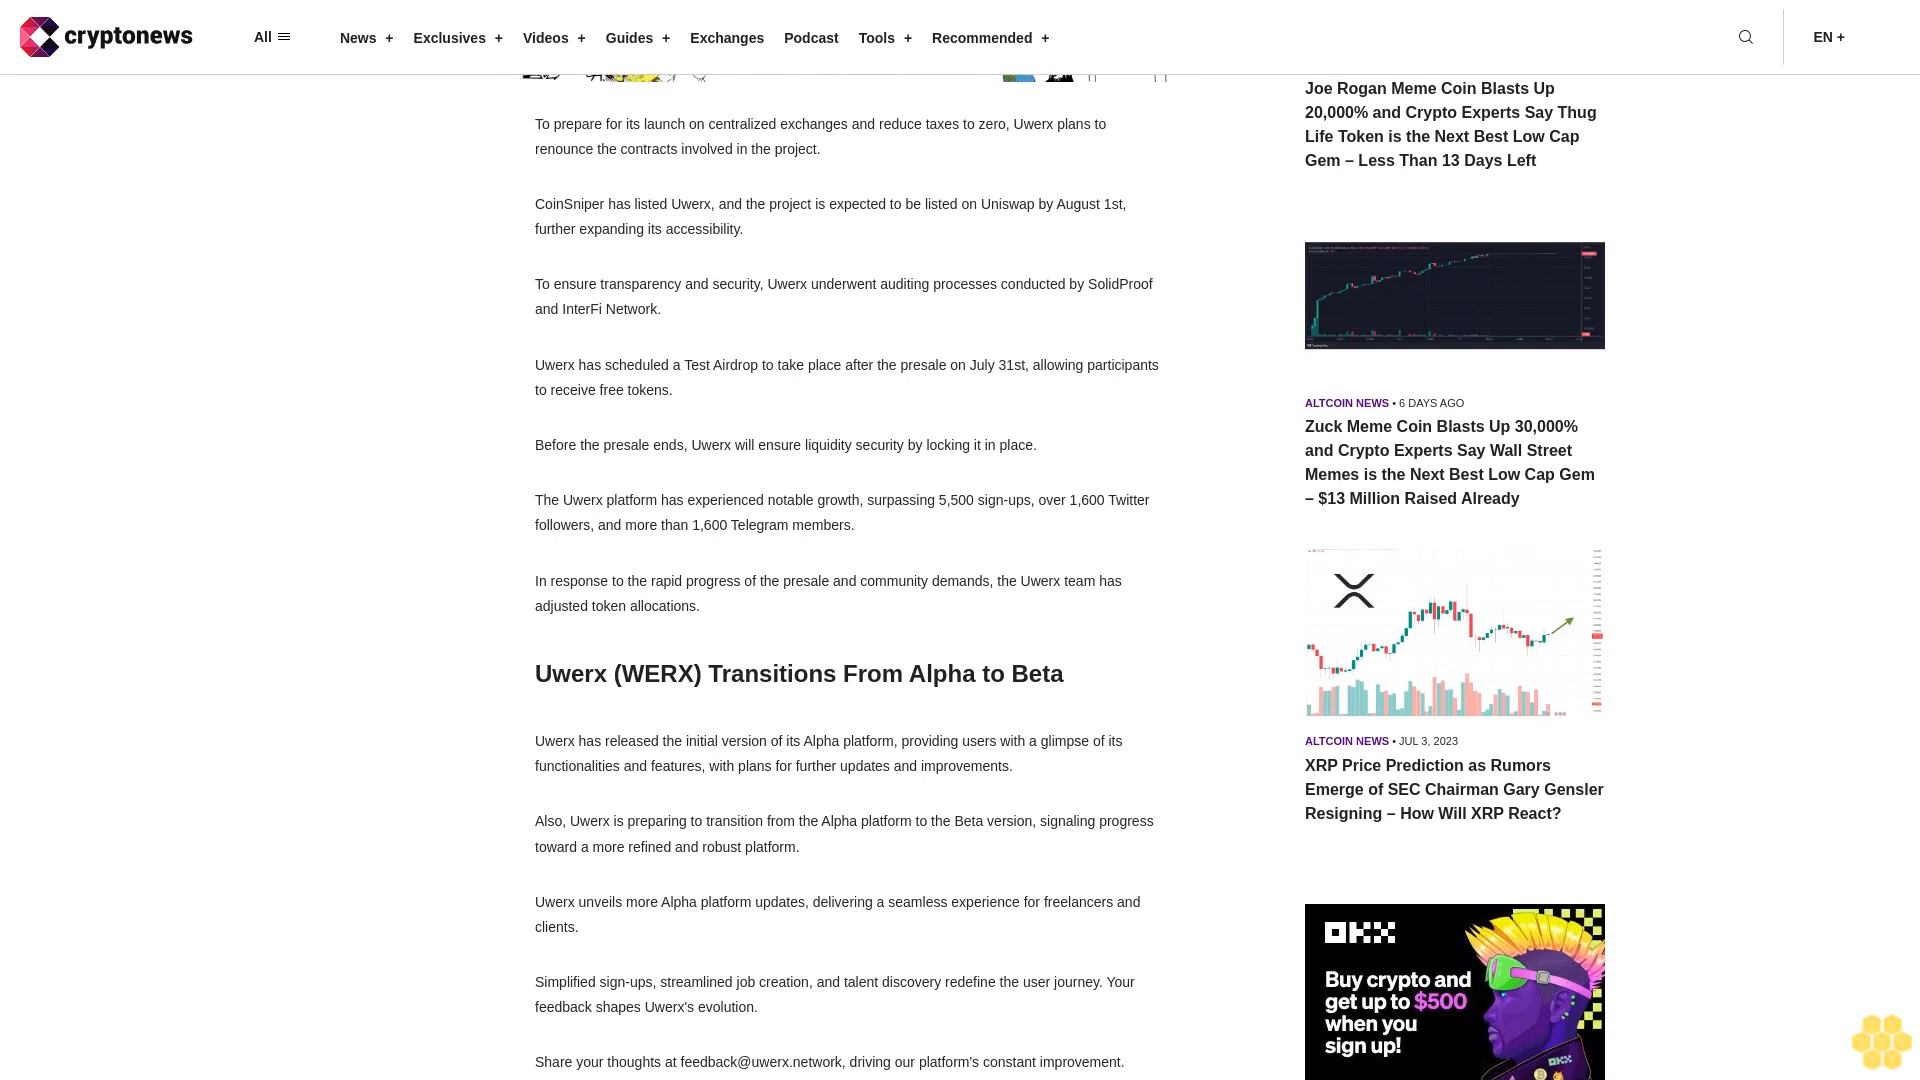 cryptonews
All
News +
Exclusives +
Videos +
Guides +
Exchanges
Podcast
Tools +
Recommended +
EN +
To prepare for its launch on centralized exchanges and reduce taxes to zero, Uwerx plans to
renounce the contracts involved in the project.
CoinSniper has listed Uwerx, and the project is expected to be listed on Uniswap by August 1st,
further expanding its accessibility.
To ensure transparency and security, Uwerx underwent auditing processes conducted by SolidProof
and InterFi Network.
Uwerx has scheduled a Test Airdrop to take place after the presale on July 31st, allowing participants
to receive free tokens.
Before the presale ends, Uwerx will ensure liquidity security by locking it in place.
The Uwerx platform has experienced notable growth, surpassing 5,500 sign-ups, over 1,600 Twitter
followers, and more than 1,600 Telegram members.
In response to the rapid progress of the presale and community demands, the Uwerx team has
adjusted token allocations.
Uwerx (WERX) Transitions From Alpha to Beta
Uwerx has released the initial version of its Alpha platform, providing users with a glimpse of its
functionalities and features, with plans for further updates and improvements.
Also, Uwerx is preparing to transition from the Alpha platform to the Beta version, signaling progress
toward a more refined and robust platform.
Uwerx unveils more Alpha platform updates, delivering a seamless experience for freelancers and
clients.
Simplified sign-ups, streamlined job creation, and talent discovery redefine the user journey. Your
feedback shapes Uwerx's evolution.
Share your thoughts at feedback@uwerx.network, driving our platform's constant improvement.
Joe Rogan Meme Coin Blasts Up
20,000% and Crypto Experts Say Thug
Life Token is the Next Best Low Cap
Gem – Less Than 13 Days Left
ALTCOIN NEWS • 6 DAYS AGO
Zuck Meme Coin Blasts Up 30,000%
and Crypto Experts Say Wall Street
Memes is the Next Best Low Cap Gem
– $13 Million Raised Already
ALTCOIN NEWS • JUL 3, 2023
XRP Price Prediction as Rumors
Emerge of SEC Chairman Gary Gensler
Resigning – How Will XRP React?
OKX
Buy crypto and
get up to $500
when you
sign up!
OKX